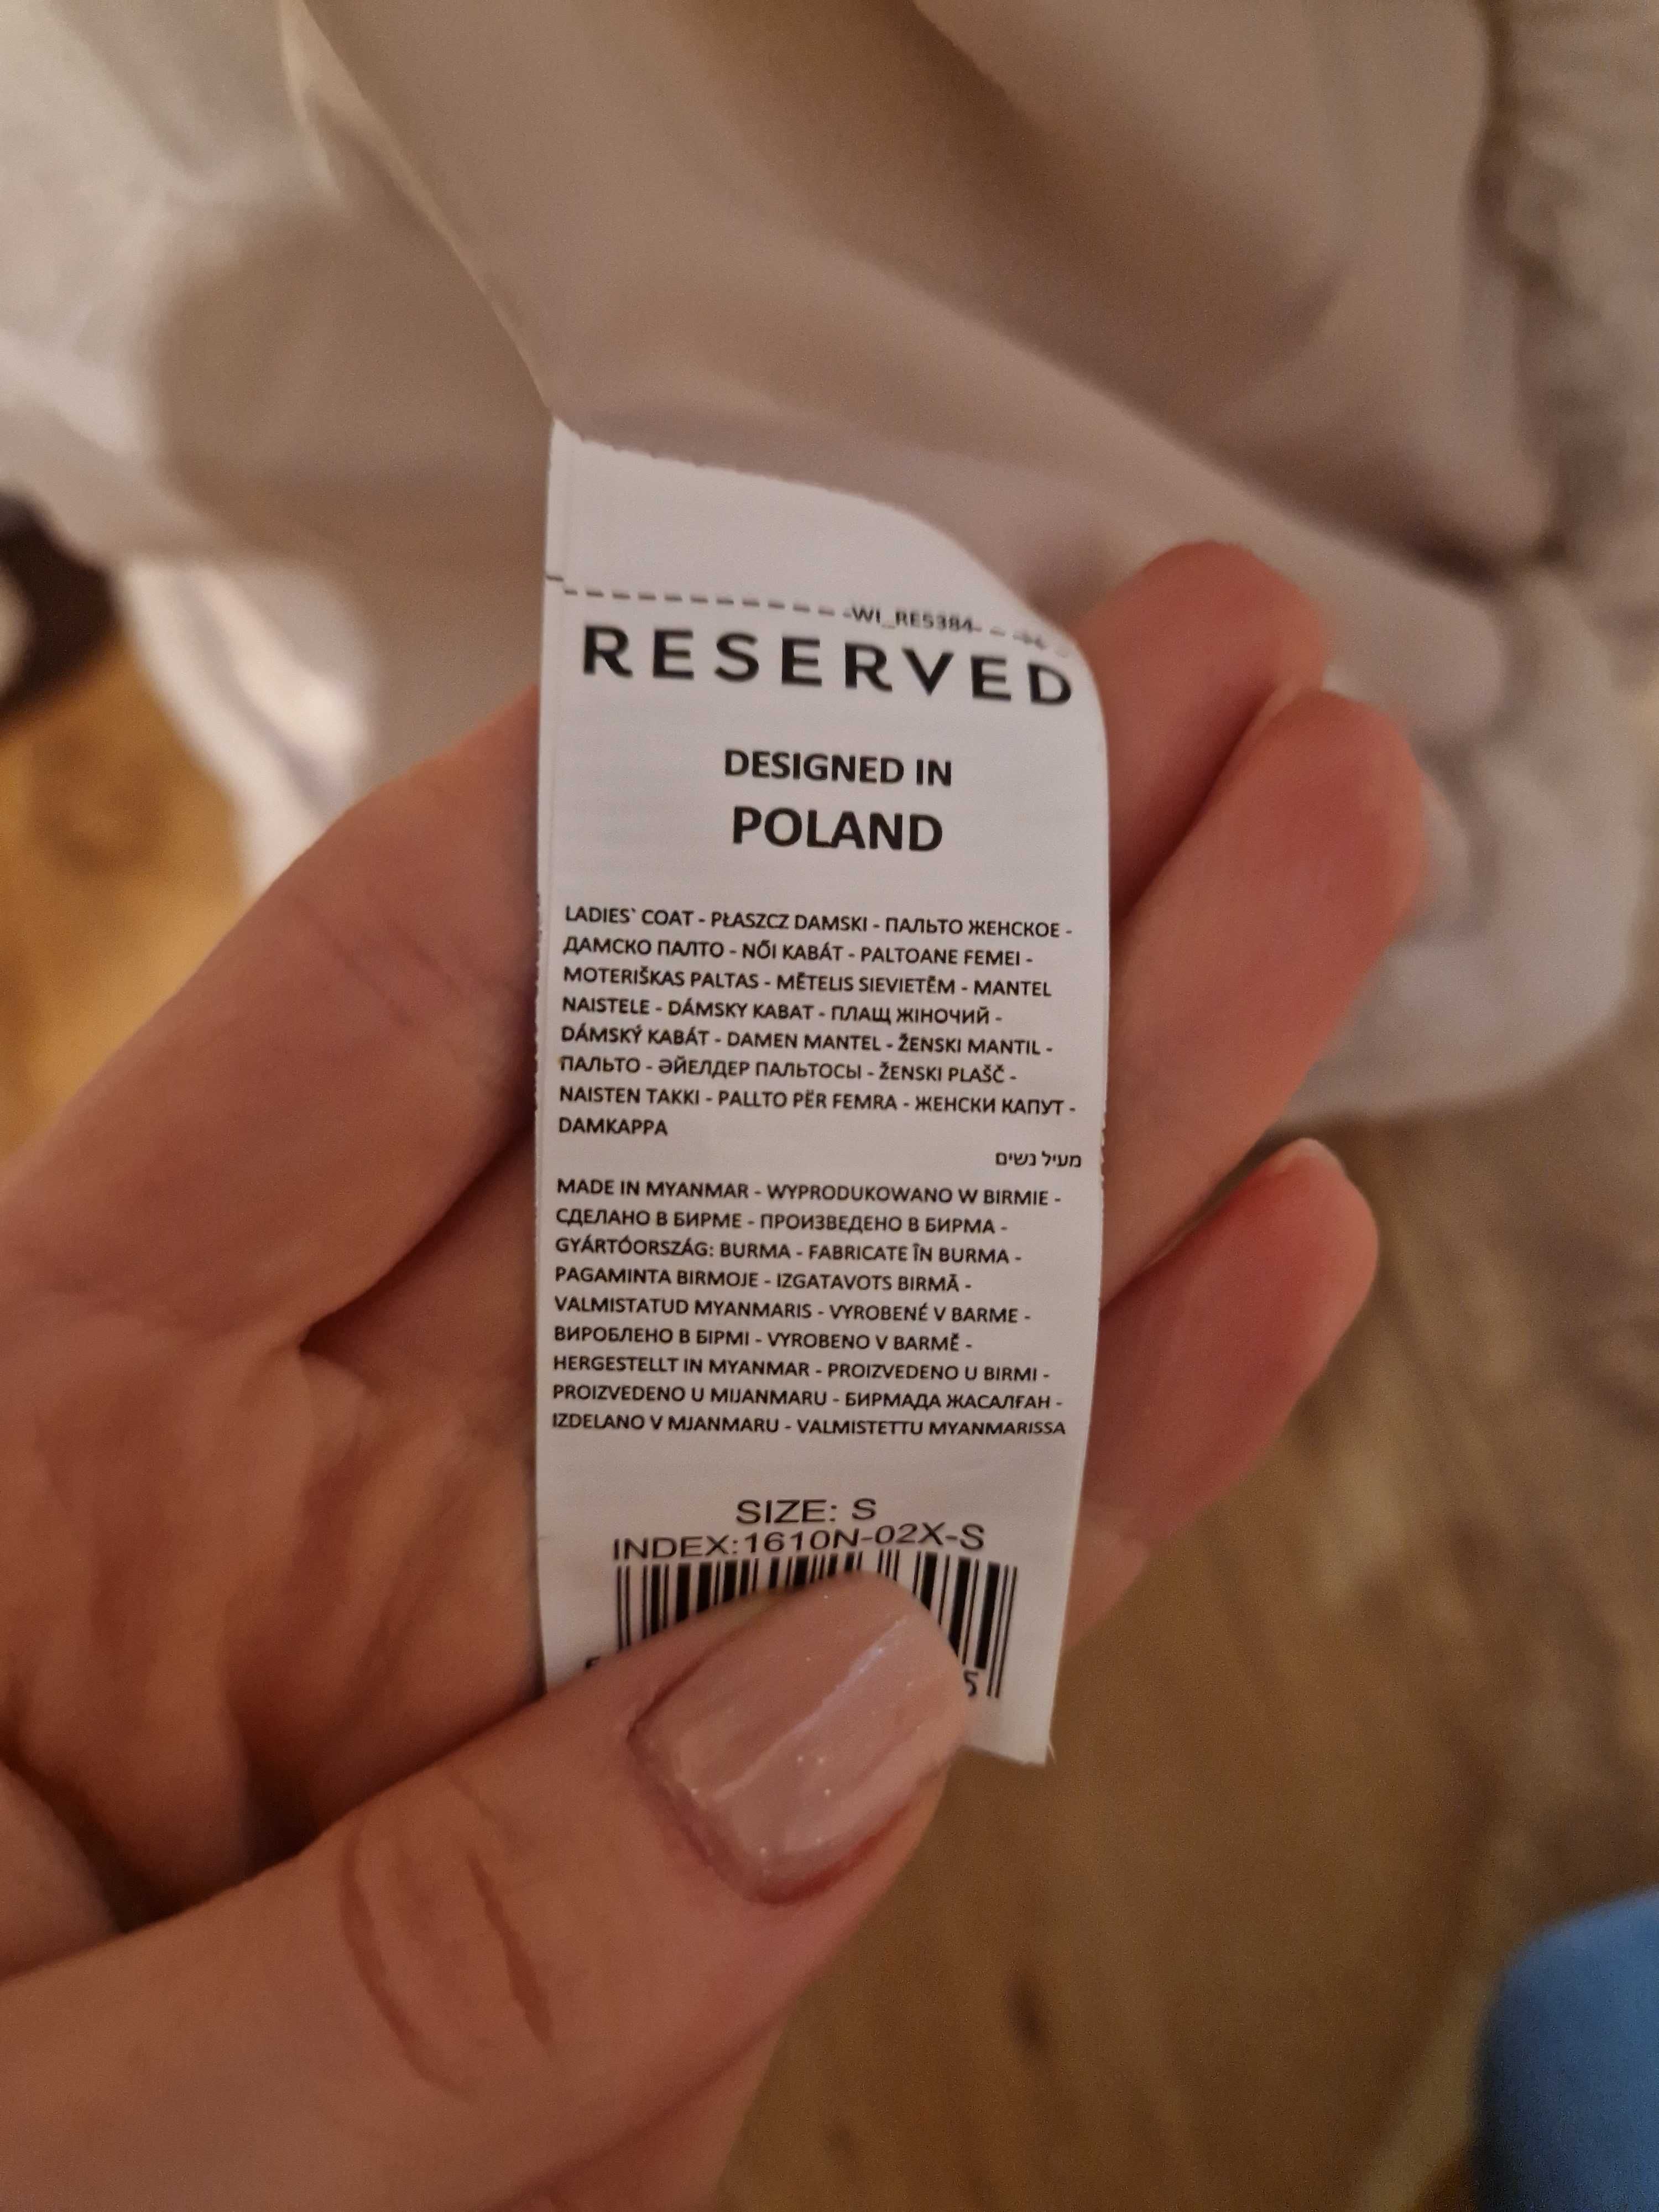 -WI_RE5384-
RESERVED
DESIGNED IN
POLAND
LADIES` COAT - PŁASZCZ DAMSKI - ПАЛЬТО ЖЕНСКОЕ -
ДАМСКО ПАЛТО - NŐI KABÁT - PALTOANE FEMEI -
MOTERIŠKAS PALTAS - MĒTELIS SIEVIETĒM - MANTEL
NAISTELE - DÁMSKY KABAT - ПЛАЩ ЖІНОЧИЙ -
DÁMSKÝ KABÁT - DAMEN MANTEL - ŽENSKI MANTIL -
ПАЛЬТО - ӘЙЕЛДЕР ПАЛЬТОСЫ - ŽENSKI PLAŠČ -
NAISTEN TAKKI - PALLTO PËR FEMRA - ЖЕНСКИ КАПУТ -
DAMKAPPA
מעיל נשים
MADE IN MYANMAR - WYPRODUKOWANO W BIRMIE -
СДЕЛАНО В БИРМЕ - ПРОИЗВЕДЕНО В БИРМА -
GYÁRTÓORSZÁG: BURMA - FABRICATE ÎN BURMA -
PAGAMINTA BIRMOJE - IZGATAVOTS BIRMĀ -
VALMISTATUD MYANMARIS - VYROBENÉ V BARME -
ВИРОБЛЕНО В БІРМІ - VYROBENO V BARMĚ -
HERGESTELLT IN MYANMAR - PROIZVEDENO U BIRMI -
PROIZVEDENO U MIJANMARU - БИРМАДА ЖАСАЛҒАН -
IZDELANO V MJANMARU - VALMISTETTU MYANMARISSA
SIZE: S
INDEX:1610N-02X-S
5